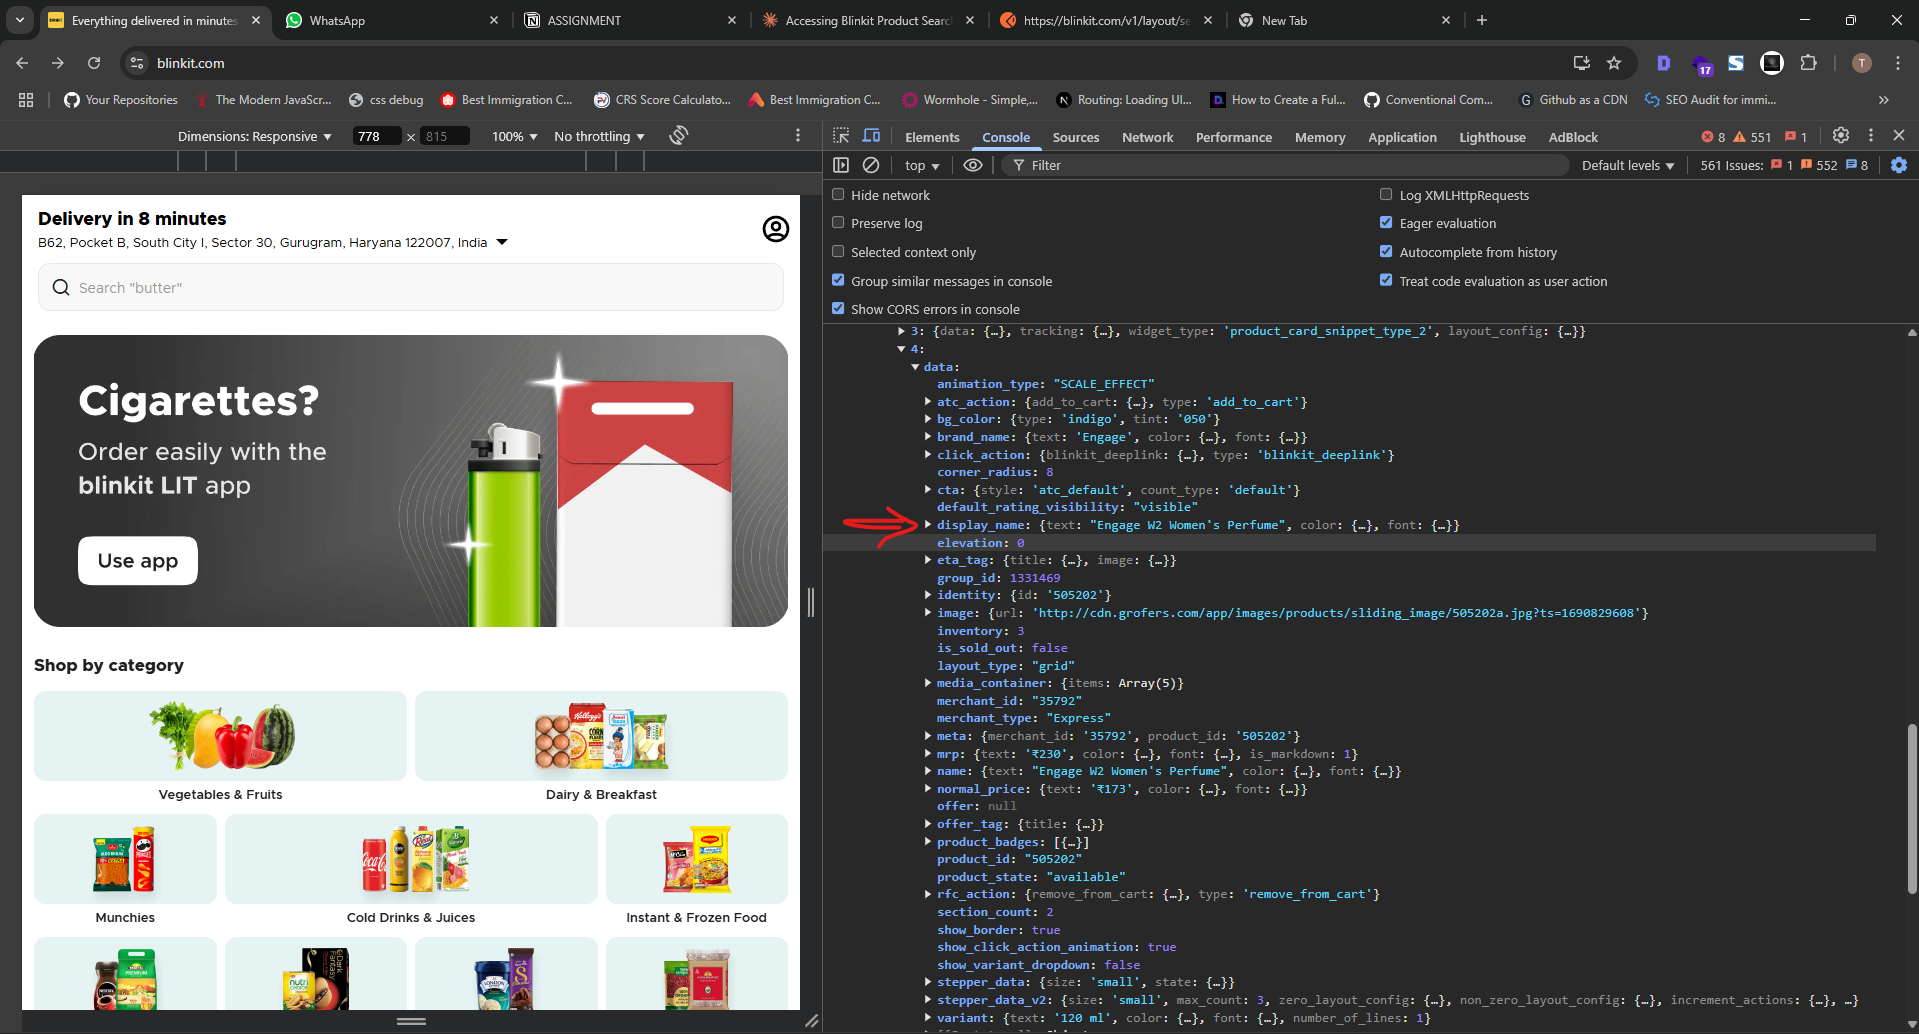 Everything delivered in minutes
WhatsApp
ASSIGNMENT
Accessing Blinkit Product Searc
https://blinkit.com/v1/layout/se
New Tab
blinkit.com
17
T
Your Repositories
The Modern JavaScr...
css debug
Best Immigration C...
CRS Score Calculato...
Best Immigration C...
Wormhole - Simple,...
Routing: Loading UI...
How to Create a Ful...
Conventional Com...
Github as a CDN
SEO Audit for immi...
Dimensions: Responsive
778 × 815
100%
No throttling
Elements
Console
Sources
Network
Performance
Memory
Application
Lighthouse
AdBlock
8
551
1
top
Filter
Default levels
561 Issues: 1 552 8
Hide network
Log XMLHttpRequests
Preserve log
Eager evaluation
Selected context only
Autocomplete from history
Group similar messages in console
Treat code evaluation as user action
Show CORS errors in console
Delivery in 8 minutes
B62, Pocket B, South City I, Sector 30, Gurugram, Haryana 122007, India
Search "butter"
Cigarettes?
Order easily with the
blinkit LIT app
Use app
Shop by category
Vegetables & Fruits
Dairy & Breakfast
Munchies
Cold Drinks & Juices
Instant & Frozen Food
3: {data: {…}, tracking: {…}, widget_type: 'product_card_snippet_type_2', layout_config: {…}}
4:
data:
animation_type: "SCALE_EFFECT"
atc_action: {add_to_cart: {…}, type: 'add_to_cart'}
bg_color: {type: 'indigo', tint: '050'}
brand_name: {text: 'Engage', color: {…}, font: {…}}
click_action: {blinkit_deeplink: {…}, type: 'blinkit_deeplink'}
corner_radius: 8
cta: {style: 'atc_default', count_type: 'default'}
default_rating_visibility: "visible"
display_name: {text: "Engage W2 Women's Perfume", color: {…}, font: {…}}
elevation: 0
eta_tag: {title: {…}, image: {…}}
group_id: 1331469
identity: {id: '505202'}
image: {url: 'http://cdn.grofers.com/app/images/products/sliding_image/505202a.jpg?ts=1690829608'}
inventory: 3
is_sold_out: false
layout_type: "grid"
media_container: {items: Array(5)}
merchant_id: "35792"
merchant_type: "Express"
meta: {merchant_id: '35792', product_id: '505202'}
mrp: {text: '₹230', color: {…}, font: {…}, is_markdown: 1}
name: {text: "Engage W2 Women's Perfume", color: {…}, font: {…}}
normal_price: {text: '₹173', color: {…}, font: {…}}
offer: null
offer_tag: {title: {…}}
product_badges: [{…}]
product_id: "505202"
product_state: "available"
rfc_action: {remove_from_cart: {…}, type: 'remove_from_cart'}
section_count: 2
show_border: true
show_click_action_animation: true
show_variant_dropdown: false
stepper_data: {size: 'small', state: {…}}
stepper_data_v2: {size: 'small', max_count: 3, zero_layout_config: {…}, non_zero_layout_config: {…}, increment_actions: {…}, …}
variant: {text: '120 ml', color: {…}, font: {…}, number_of_lines: 1}